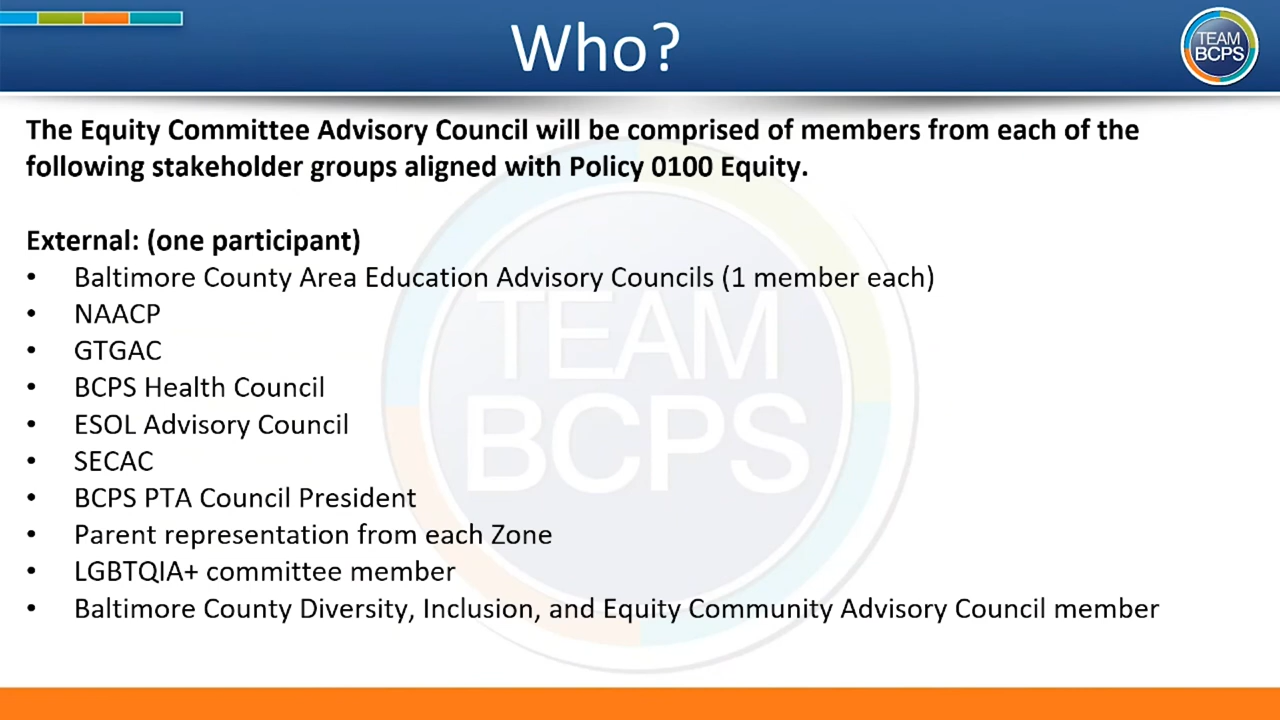 Who?
TEAM
BCPS
The Equity Committee Advisory Council will be comprised of members from each of the
following stakeholder groups aligned with Policy 0100 Equity.
External: (one participant)
• Baltimore County Area Education Advisory Councils (1 member each)
• NAACP
• GTGAC
• BCPS Health Council
• ESOL Advisory Council
• SECAC
• BCPS PTA Council President
• Parent representation from each Zone
• LGBTQIA+ committee member
• Baltimore County Diversity, Inclusion, and Equity Community Advisory Council member
TEAM
BCPS